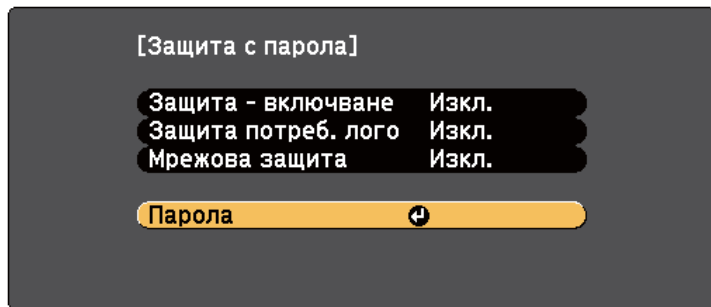 [Защита с парола]
Защита - включване Изкл.
Защита потреб. лого Изкл.
Мрежова защита Изкл.
Парола